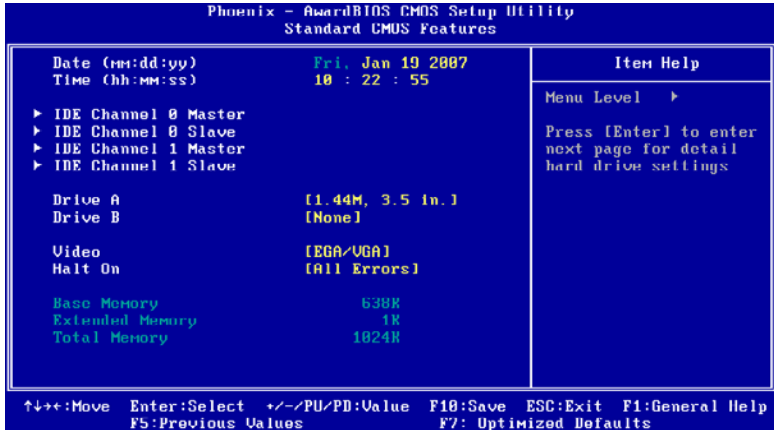 Phoenix - AwardBIOS CMOS Setup Utility
Standard CMOS Features
Date (mm:dd:yy) Fri, Jan 19 2007
Time (hh:mm:ss) 10 : 22 : 55
▶ IDE Channel 0 Master
▶ IDE Channel 0 Slave
▶ IDE Channel 1 Master
▶ IDE Channel 1 Slave
Drive A [1.44M, 3.5 in.]
Drive B [None]
Video [EGA/VGA]
Halt On [All Errors]
Base Memory 638K
Extended Memory 1K
Total Memory 1024K
Item Help
Menu Level ▶
Press [Enter] to enter
next page for detail
hard drive settings
↑↓→←:Move Enter:Select +/-/PU/PD:Value F10:Save ESC:Exit F1:General Help
F5:Previous Values F7: Optimized Defaults